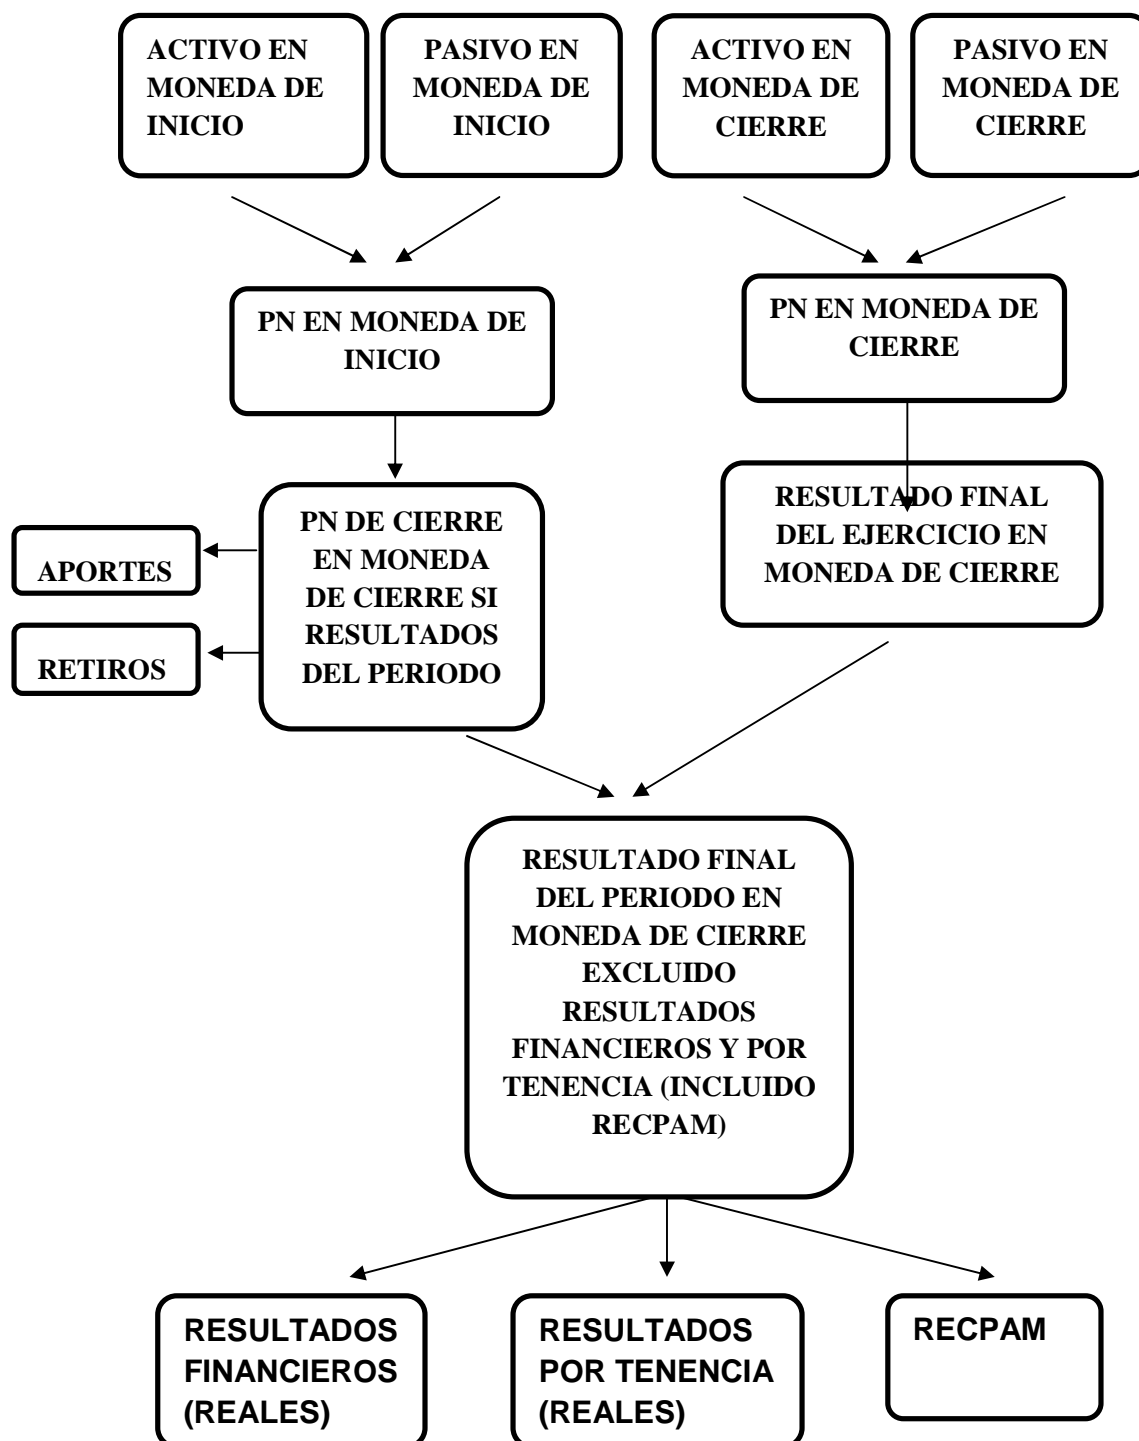 ACTIVO EN
MONEDA DE
INICIO
PASIVO EN
MONEDA DE
INICIO
ACTIVO EN
MONEDA DE
CIERRE
PASIVO EN
MONEDA DE
CIERRE
PN EN MONEDA DE
INICIO
PN EN MONEDA DE
CIERRE
PN DE CIERRE
EN MONEDA
DE CIERRE SI
RESULTADOS
DEL PERIODO
RESULTADO FINAL
DEL EJERCICIO EN
MONEDA DE CIERRE
APORTES
RETIROS
RESULTADO FINAL
DEL PERIODO EN
MONEDA DE CIERRE
EXCLUIDO
RESULTADOS
FINANCIEROS Y POR
TENENCIA (INCLUIDO
RECPAM)
RESULTADOS
FINANCIEROS
(REALES)
RESULTADOS
POR TENENCIA
(REALES)
RECPAM